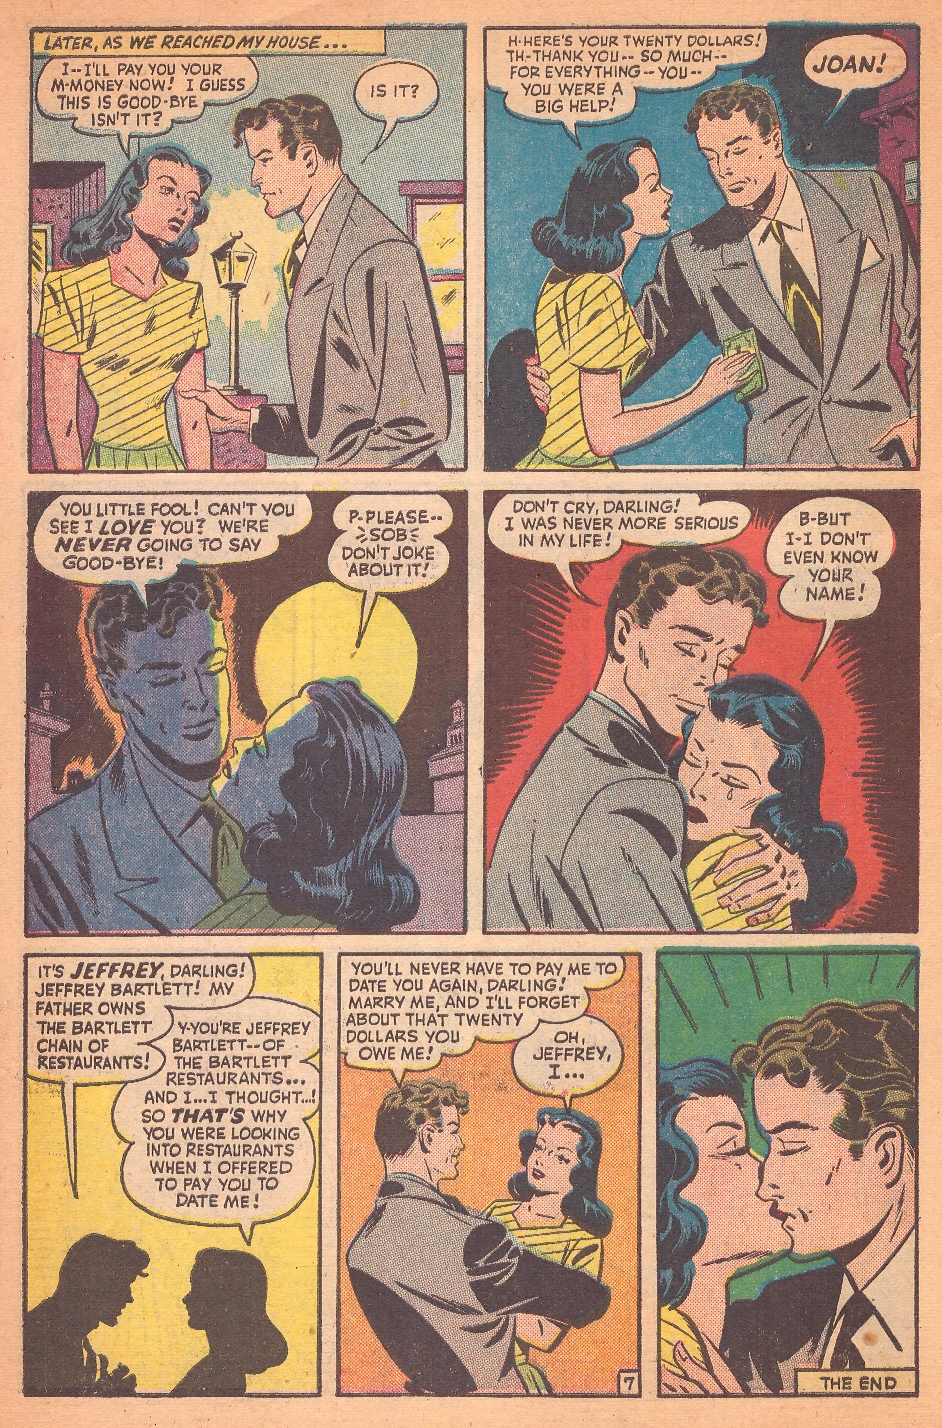 LATER, AS WE REACHED MY HOUSE...
I--I'LL PAY YOU YOUR
M-MONEY NOW! I GUESS
THIS IS GOOD-BYE
ISN'T IT?
IS IT?
H-HERE'S YOUR TWENTY DOLLARS!
TH-THANK YOU-- SO MUCH--
FOR EVERYTHING--YOU--
YOU WERE A
BIG HELP!
JOAN!
YOU LITTLE FOOL! CAN'T YOU
SEE I LOVE YOU? WE'RE
NEVER GOING TO SAY
GOOD-BYE!
P-PLEASE--
SOB
DON'T JOKE
ABOUT IT!
DON'T CRY, DARLING!
I WAS NEVER MORE SERIOUS
IN MY LIFE!
B-BUT
I-I DON'T
EVEN KNOW
YOUR
NAME!
IT'S JEFFREY, DARLING!
JEFFREY BARTLETT! MY
FATHER OWNS
THE BARTLETT
CHAIN OF
RESTAURANTS!
Y-YOU'RE JEFFREY
BARTLETT--OF
THE BARTLETT
RESTAURANTS...
AND I...I THOUGHT...!
SO THAT'S WHY
YOU WERE LOOKING
INTO RESTAURANTS
WHEN I OFFERED
TO PAY YOU TO
DATE ME!
YOU'LL NEVER HAVE TO PAY ME TO
DATE YOU AGAIN, DARLING!
MARRY ME, AND I'LL FORGET
ABOUT THAT TWENTY
DOLLARS YOU
OWE ME!
OH,
JEFFREY,
I...
7
THE END